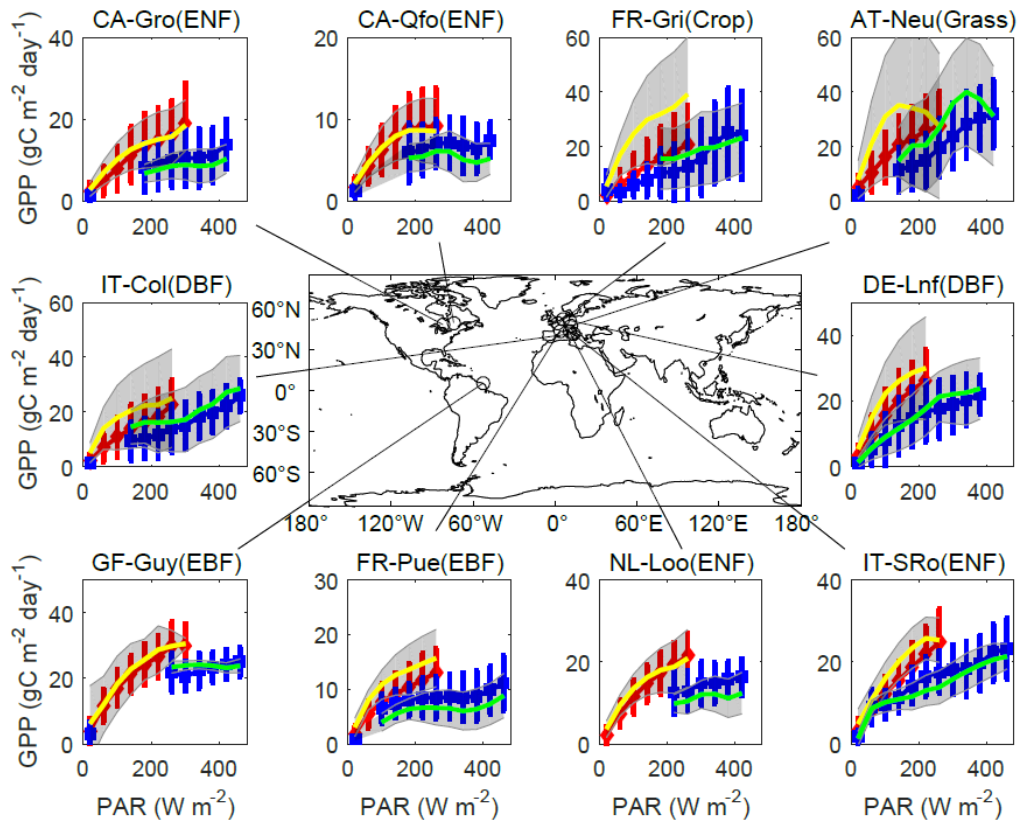 CA-Gro(ENF)
CA-Qfo(ENF)
FR-Gri(Crop)
AT-Neu(Grass)
GPP (gC m⁻² day⁻¹)
40
20
0
0
200
400
20
10
0
0
200
400
60
40
20
0
0
200
400
60
40
20
0
0
200
400
IT-Col(DBF)
DE-Lnf(DBF)
GPP (gC m⁻² day⁻¹)
60
40
20
0
0
200
400
60°N
30°N
0°
30°S
60°S
180°
120°W
60°W
0°
60°E
120°E
180°
40
20
0
0
200
400
GF-Guy(EBF)
FR-Pue(EBF)
NL-Loo(ENF)
IT-SRo(ENF)
GPP (gC m⁻² day⁻¹)
40
20
0
0
200
400
30
20
10
0
0
200
400
40
20
0
0
200
400
40
20
0
0
200
400
PAR (W m⁻²)
PAR (W m⁻²)
PAR (W m⁻²)
PAR (W m⁻²)